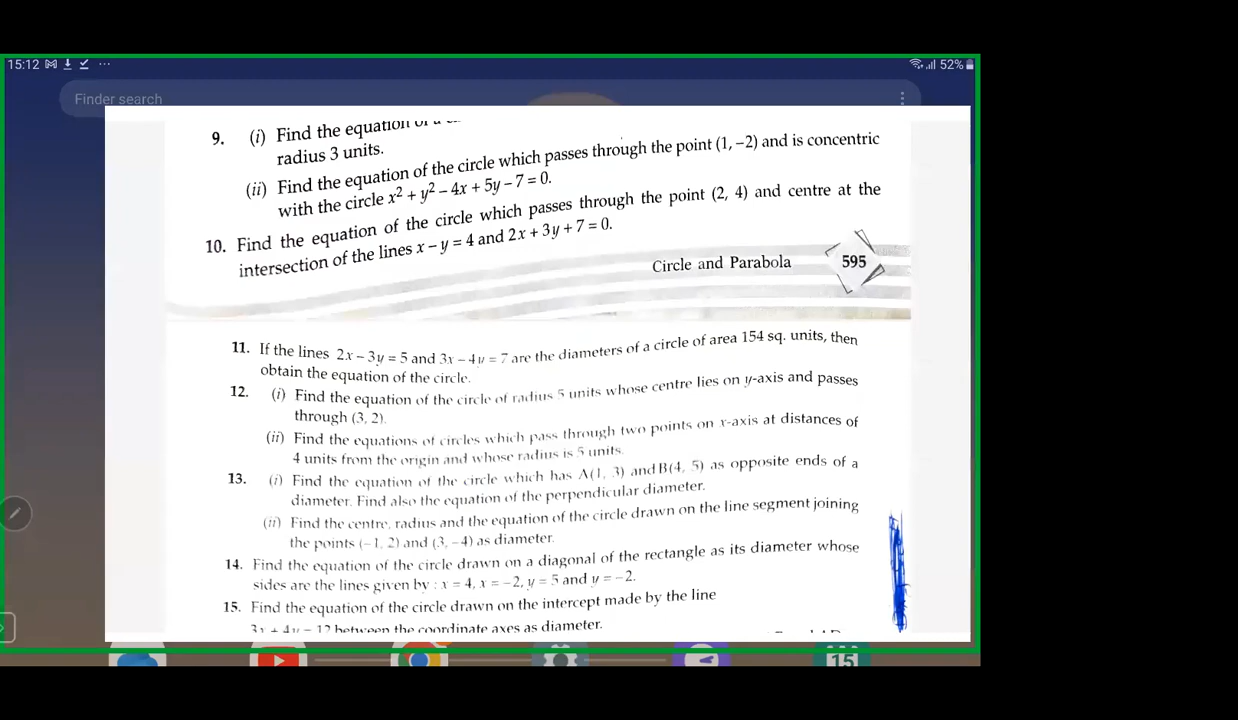 15:12
52%
Finder search
9. (i) Find the equation
radius 3 units.
(ii) Find the equation of the circle which passes through the point (1, –2) and is concentric
with the circle x² + y² – 4x + 5y – 7 = 0.
10. Find the equation of the circle which passes through the point (2, 4) and centre at the
intersection of the lines x – y = 4 and 2x + 3y + 7 = 0.
Circle and Parabola 595
11. If the lines 2x – 3y = 5 and 3x – 4y = 7 are the diameters of a circle of area 154 sq. units, then
obtain the equation of the circle.
12. (i) Find the equation of the circle of radius 5 units whose centre lies on y-axis and passes
through (3, 2).
(ii) Find the equations of circles which pass through two points on x-axis at distances of
4 units from the origin and whose radius is 5 units.
13. (i) Find the equation of the circle which has A(1, 3) and B(4, 5) as opposite ends of a
diameter. Find also the equation of the perpendicular diameter.
(ii) Find the centre, radius and the equation of the circle drawn on the line segment joining
the points (–1, 2) and (3, –4) as diameter.
14. Find the equation of the circle drawn on a diagonal of the rectangle as its diameter whose
sides are the lines given by : x = 4, x = –2, y = 5 and y = –2.
15. Find the equation of the circle drawn on the intercept made by the line
3x + 4y = 12 between the coordinate axes as diameter.
15